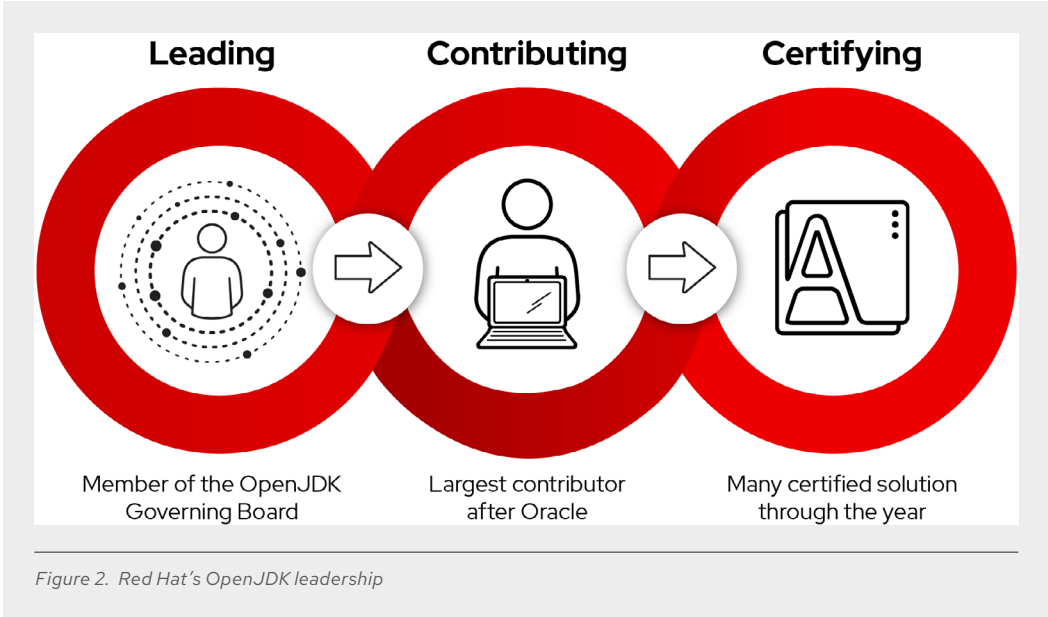 Leading
Contributing
Certifying
Member of the OpenJDK
Governing Board
Largest contributor
after Oracle
Many certified solution
through the year
Figure 2. Red Hat's OpenJDK leadership